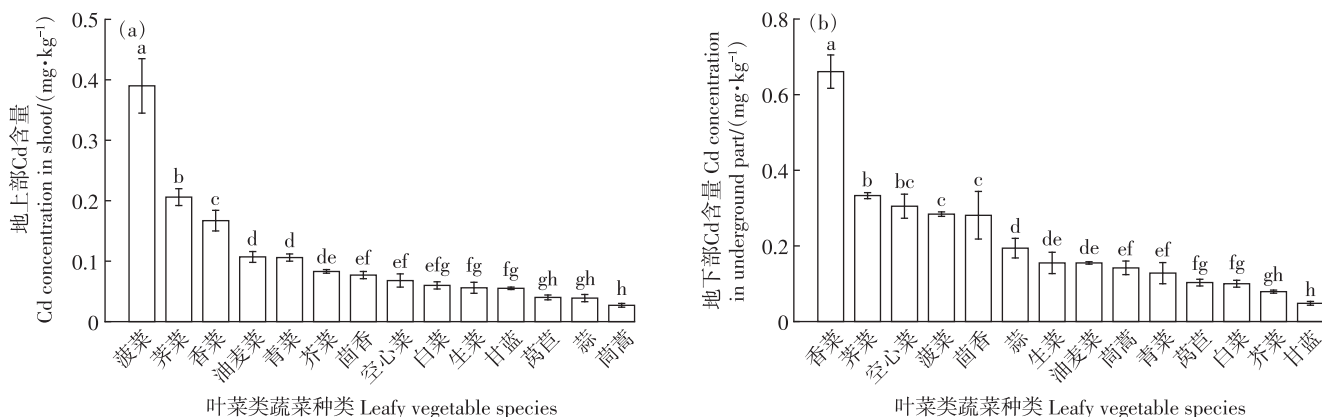 (a)
地上部Cd含量
Cd concentration in shoot/(mg•kg⁻¹)
0.5
0.4
0.3
0.2
0.1
0
a
b
c
d
d
de
ef
ef
efg
fg
fg
gh
gh
h
菠菜
荠菜
香菜
油麦菜
青菜
芥菜
茴香
空心菜
白菜
生菜
甘蓝
莴苣
蒜
茼蒿
叶菜类蔬菜种类 Leafy vegetable species
(b)
地下部Cd含量 Cd concentration
in underground part/(mg•kg⁻¹)
0.8
0.6
0.4
0.2
0
a
b
bc
c
c
d
de
de
ef
ef
fg
fg
gh
h
香菜
荠菜
空心菜
菠菜
茴香
蒜
生菜
油麦菜
茼蒿
青菜
莴苣
白菜
芥菜
甘蓝
叶菜类蔬菜种类 Leafy vegetable species